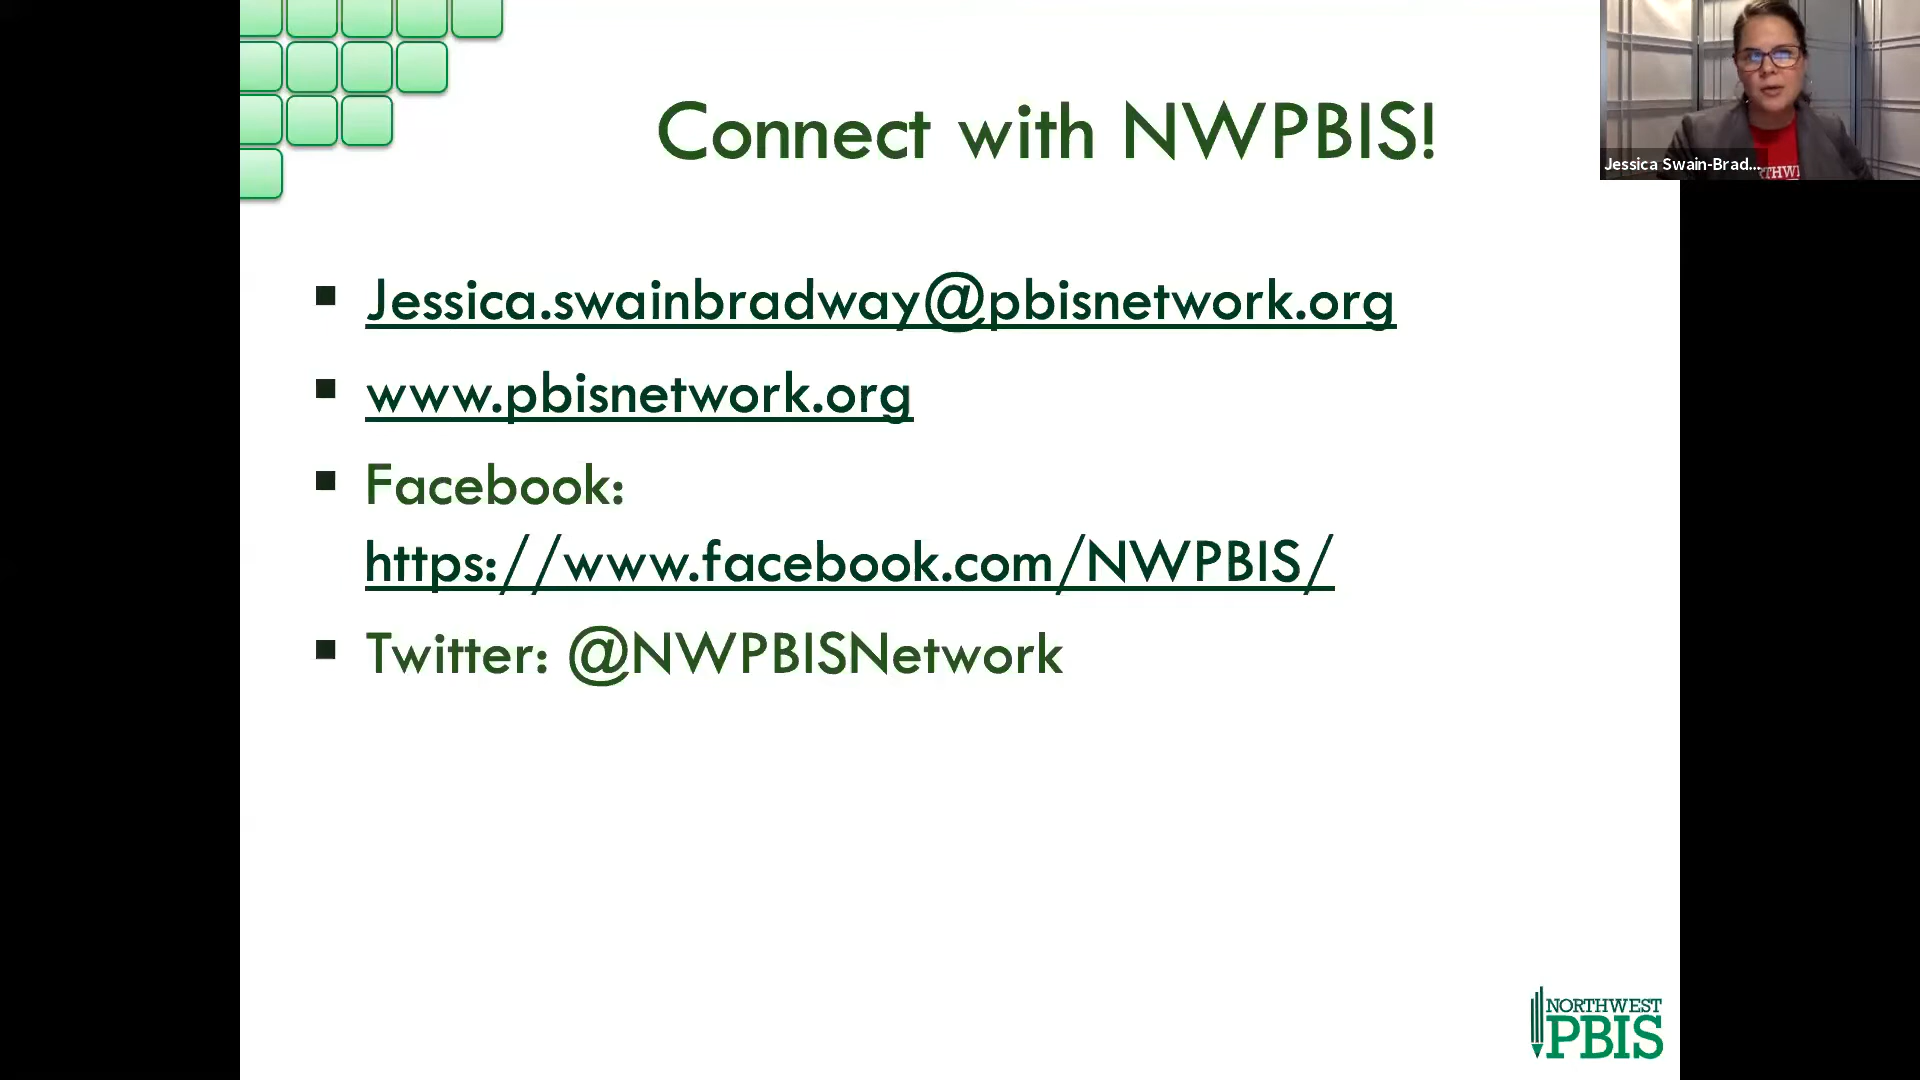 Connect with NWPBIS!
Jessica Swain-Brad...
Jessica.swainbradway@pbisnetwork.org
www.pbisnetwork.org
Facebook:
https://www.facebook.com/NWPBIS/
Twitter: @NWPBISNetwork
NORTHWEST
PBIS